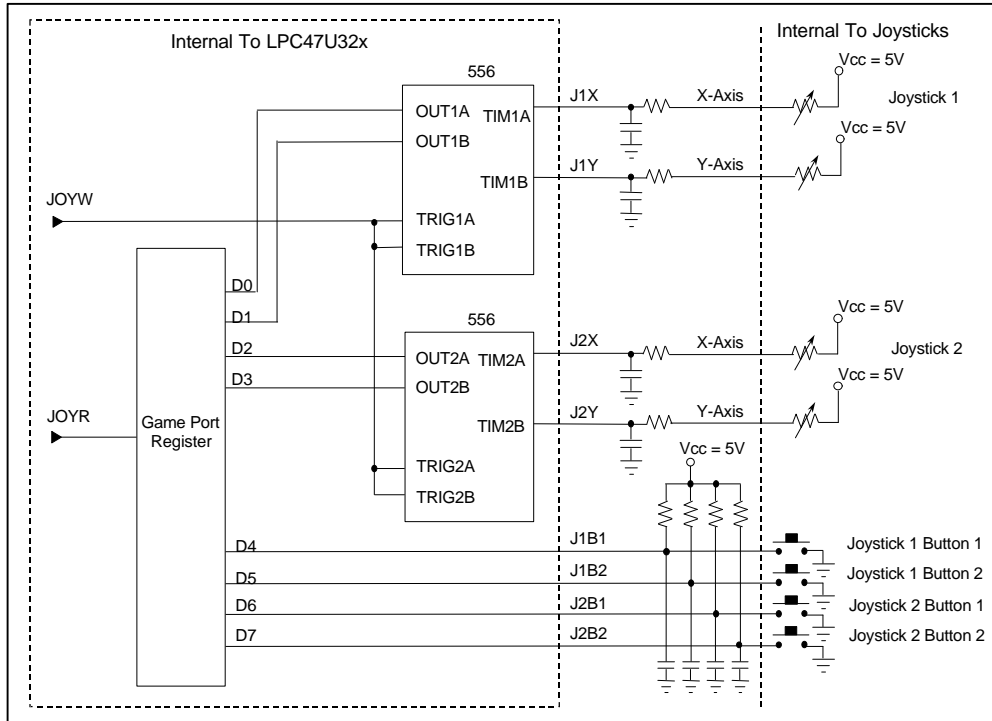 Internal To LPC47U32x
Internal To Joysticks
556
Vcc = 5V
OUT1A
TIM1A
J1X
X-Axis
Joystick 1
OUT1B
Vcc = 5V
TIM1B
J1Y
Y-Axis
JOYW
TRIG1A
TRIG1B
D0
D1
556
Vcc = 5V
D2
OUT2A
TIM2A
J2X
X-Axis
Joystick 2
D3
OUT2B
Vcc = 5V
JOYR
Game Port
Register
TIM2B
J2Y
Y-Axis
Vcc = 5V
TRIG2A
TRIG2B
D4
J1B1
Joystick 1 Button 1
D5
J1B2
Joystick 1 Button 2
D6
J2B1
Joystick 2 Button 1
D7
J2B2
Joystick 2 Button 2